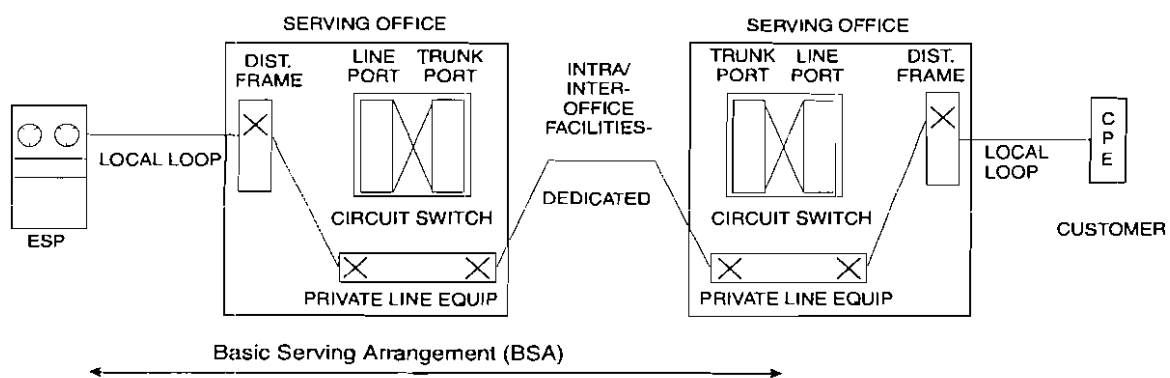 SERVING OFFICE
DIST.
FRAME
LINE
PORT
TRUNK
PORT
LOCAL LOOP
ESP
CIRCUIT SWITCH
PRIVATE LINE EQUIP
INTRA/
INTER-
OFFICE
FACILITIES-
DEDICATED
SERVING OFFICE
TRUNK
PORT
LINE
PORT
DIST.
FRAME
CIRCUIT SWITCH
PRIVATE LINE EQUIP
LOCAL
LOOP
CPE
CUSTOMER
Basic Serving Arrangement (BSA)